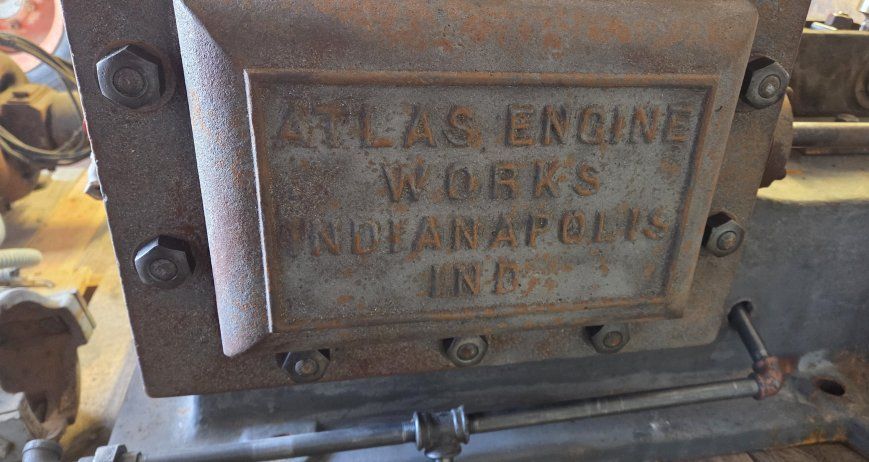 ATLAS ENGINE
WORKS
INDIANAPOLIS
IND.